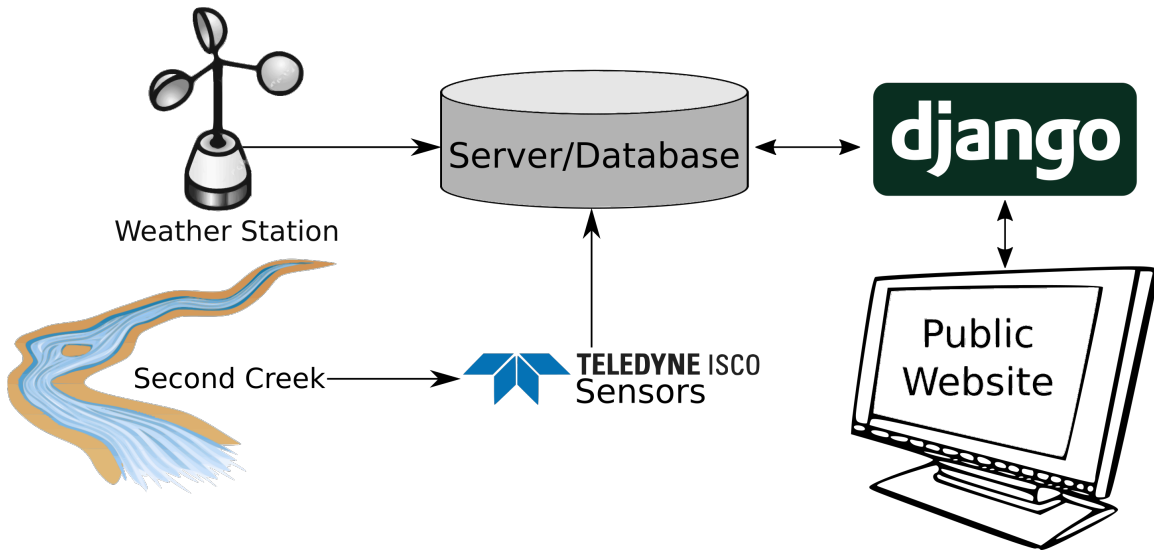 Weather Station
Server/Database
django
Second Creek
TELEDYNE ISCO
Sensors
Public
Website